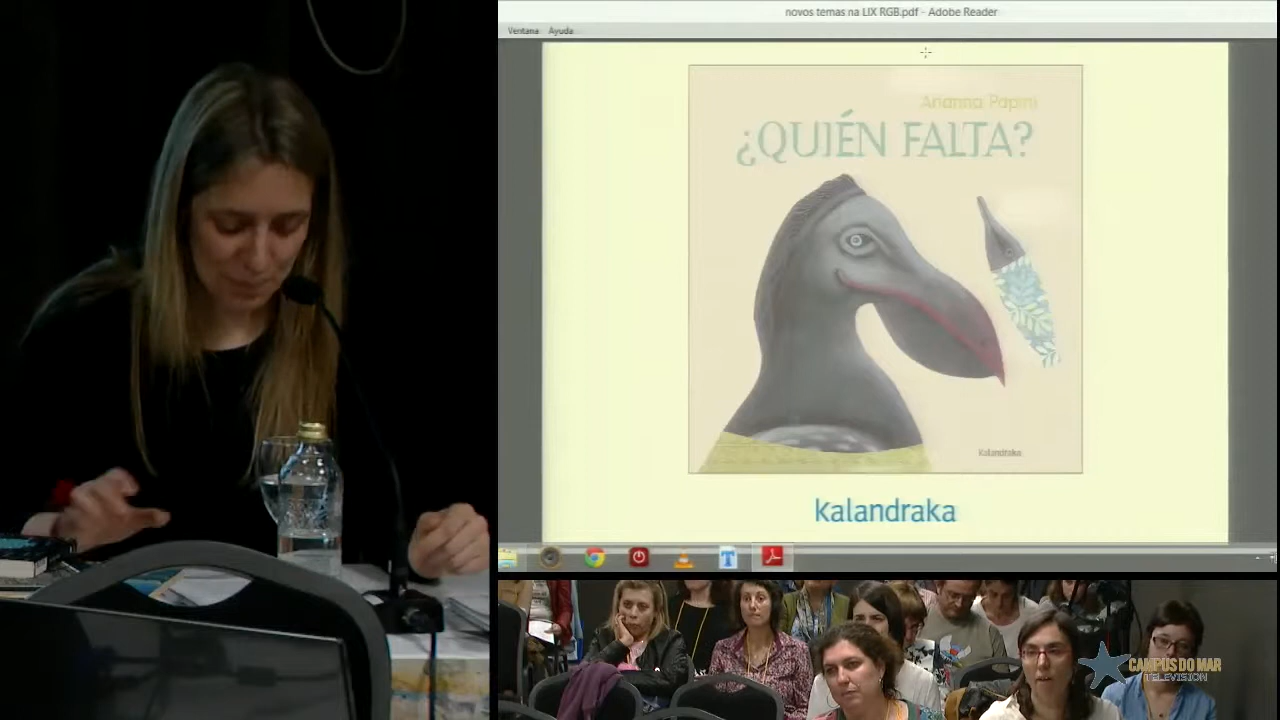 novos temas na LIX RGB.pdf - Adobe Reader
Ventana Ayuda
Arianna Papini
¿QUIÉN FALTA?
Kalandraka
kalandraka
CAMPUS DO MAR
TELEVISIÓN